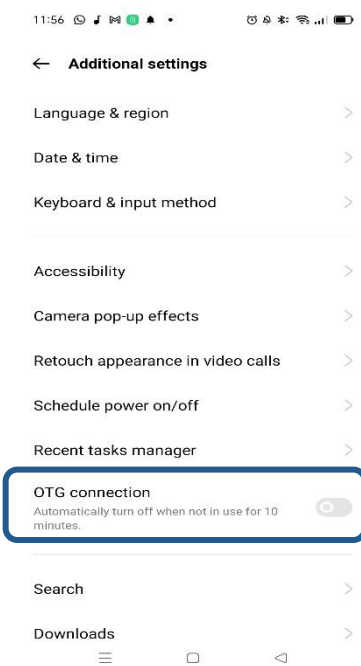 11:56
Additional settings
Language & region
Date & time
Keyboard & input method
Accessibility
Camera pop-up effects
Retouch appearance in video calls
Schedule power on/off
Recent tasks manager
OTG connection
Automatically turn off when not in use for 10
minutes.
Search
Downloads